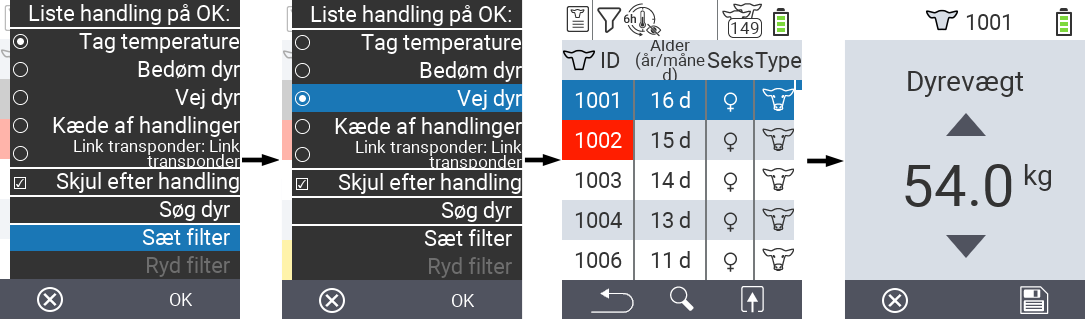 Liste handling på OK:
Tag temperature
Bedøm dyr
Vej dyr
Kæde af handlinger
Link transponder: Link
transponder
Skjul efter handling
Søg dyr
Sæt filter
Ryd filter
OK
Liste handling på OK:
Tag temperature
Bedøm dyr
Vej dyr
Kæde af handlinger
Link transponder: Link
transponder
Skjul efter handling
Søg dyr
Sæt filter
Ryd filter
OK
6h
149
ID
Alder
(år/måne
d)
Seks
Type
1001 16 d ♀
1002 15 d ♀
1003 14 d ♀
1004 13 d ♀
1006 11 d ♀
1001
Dyrevægt
54.0 kg